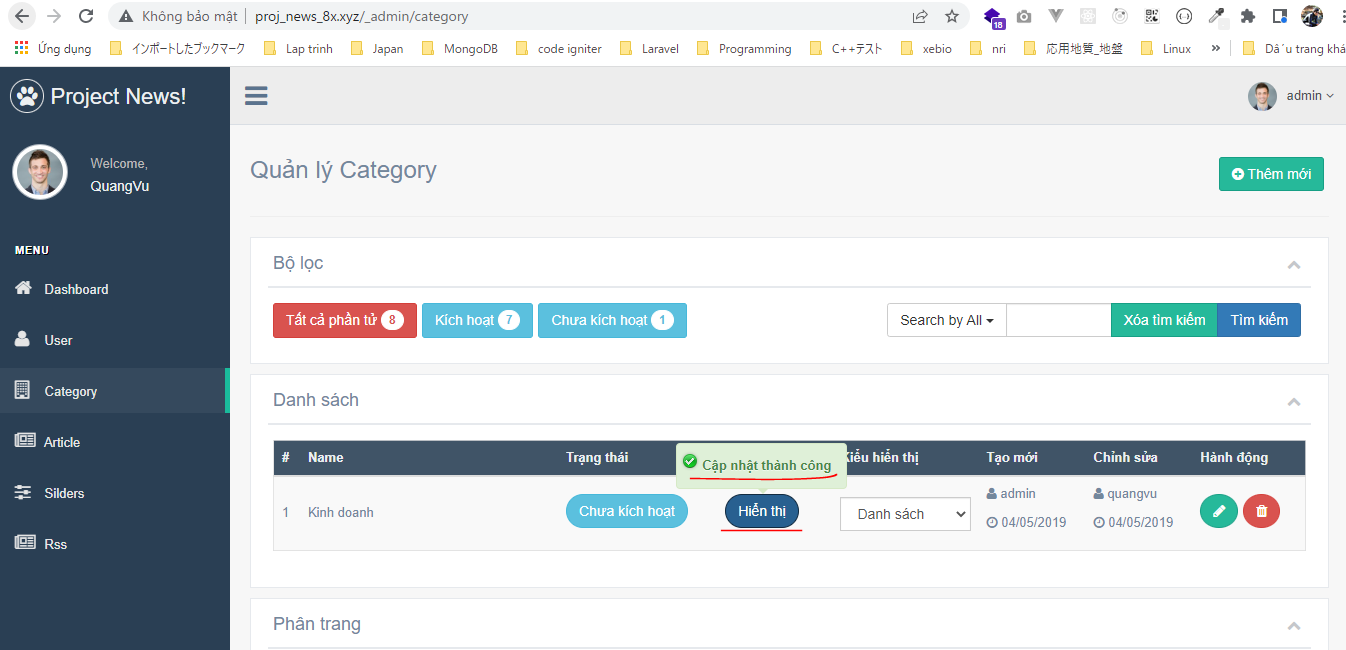 Không bảo mật | proj_news_8x.xyz/_admin/category
18
Ứng dụng インポートしたブックマーク Lap trinh Japan MongoDB code igniter Laravel Programming C++テスト xebio nri 応用地質_地盤 Linux » Dấu trang khá
Project News!
admin
Welcome,
QuangVu
Quản lý Category
Thêm mới
MENU
Dashboard
User
Category
Article
Silders
Rss
Bộ lọc
Tất cả phần tử 8 Kích hoạt 7 Chưa kích hoạt 1 Search by All Xóa tìm kiếm Tìm kiếm
Danh sách
# Name Trạng thái Kiểu hiển thị Tạo mới Chỉnh sửa Hành động
Cập nhật thành công
1 Kinh doanh Chưa kích hoạt Hiển thị Danh sách admin quangvu
04/05/2019 04/05/2019
Phân trang